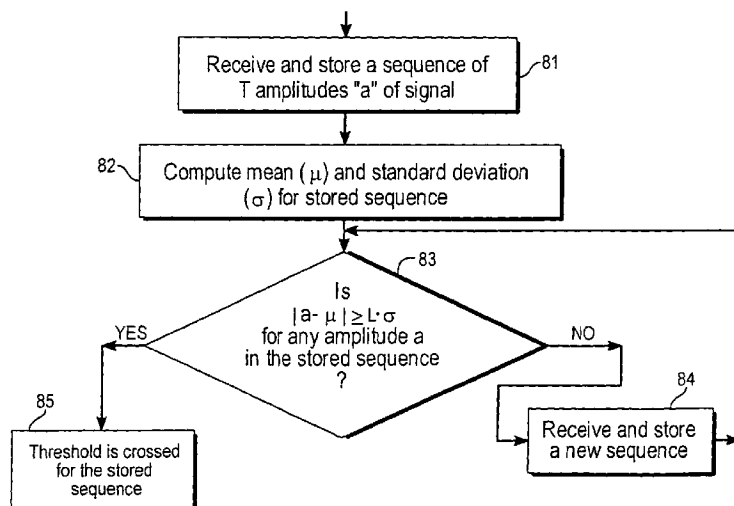 81
Receive and store a sequence of
T amplitudes "a" of signal
82
Compute mean (μ) and standard deviation
(σ) for stored sequence
83
Is
|a- μ| ≥ L·σ
for any amplitude a
in the stored sequence
?
YES
NO
85
Threshold is crossed
for the stored
sequence
84
Receive and store
a new sequence